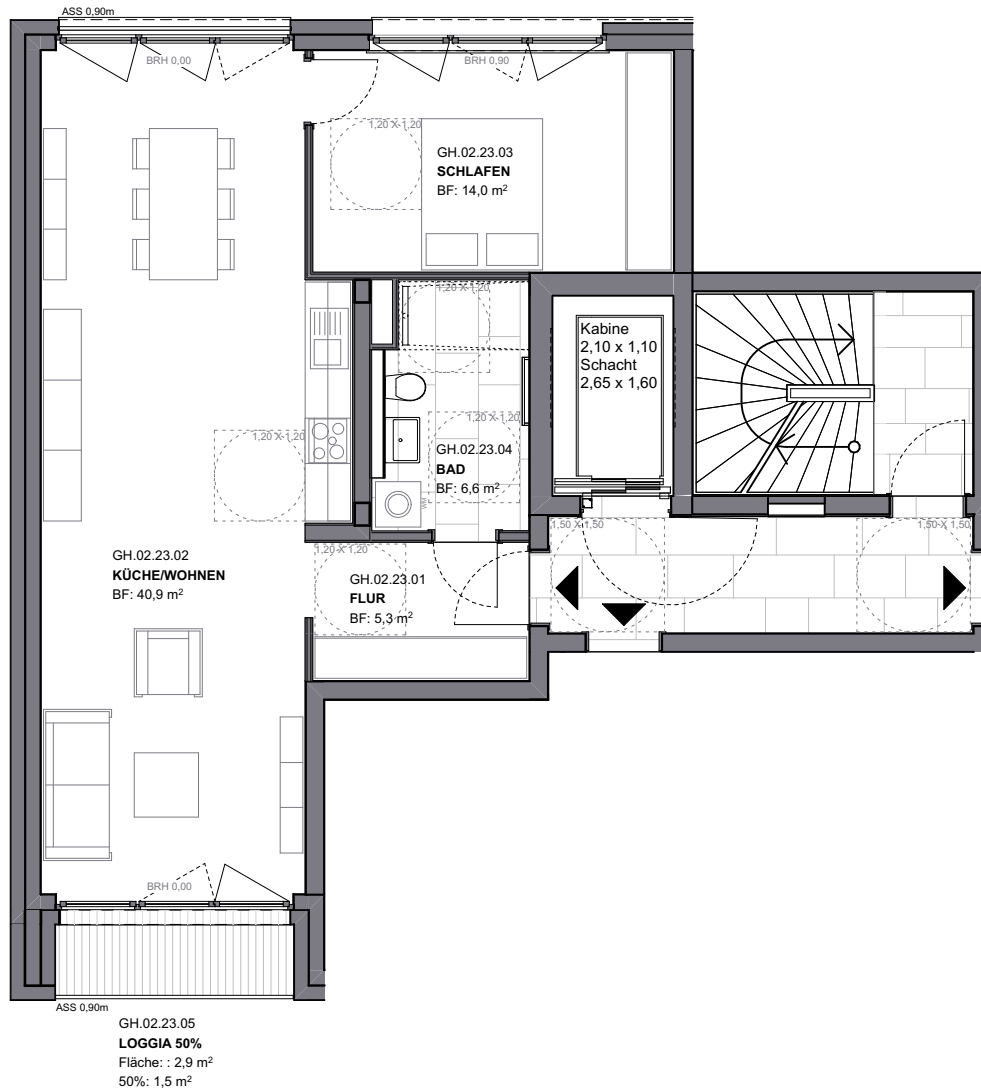 ASS 0,90m
BRH 0,00
BRH 0,90
1,20 X 1,20
GH.02.23.03
SCHLAFEN
BF: 14,0 m²
1,20 X 1,20
Kabine
2,10 x 1,10
Schacht
2,65 x 1,60
1,20 X 1,20
1,20 X 1,20
GH.02.23.04
BAD
BF: 6,6 m²
WM
1,50 X 1,50
1,50 X 1,50
1,20 X 1,20
GH.02.23.02
KÜCHE/WOHNEN
BF: 40,9 m²
GH.02.23.01
FLUR
BF: 5,3 m²
BRH 0,00
ASS 0,90m
GH.02.23.05
LOGGIA 50%
Fläche: : 2,9 m²
50%: 1,5 m²